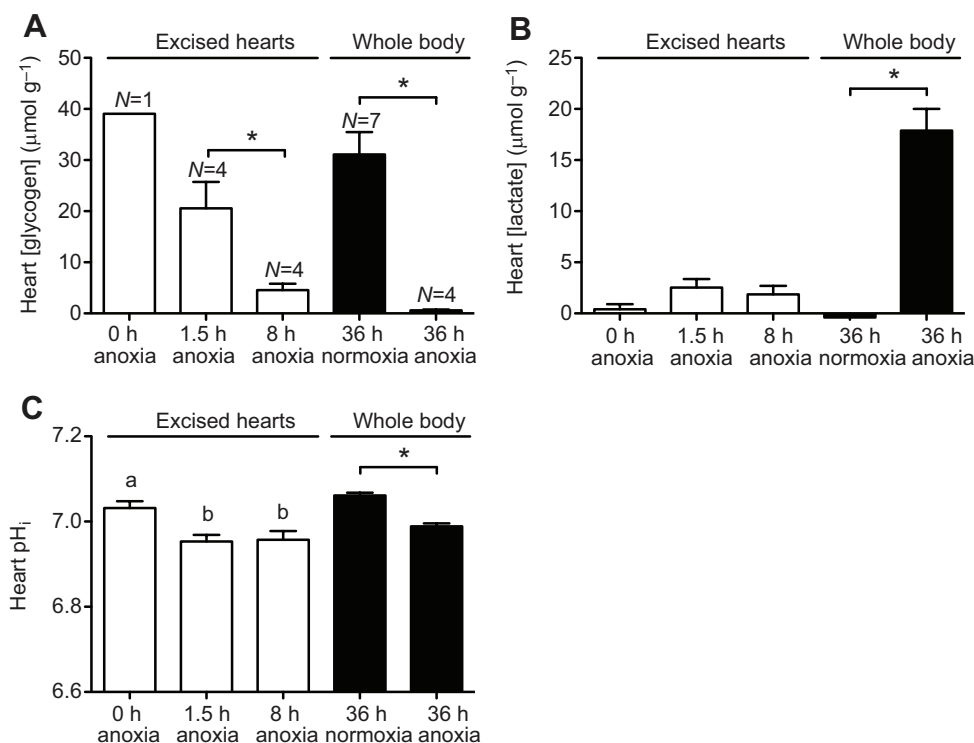 A
Excised hearts Whole body
Heart [glycogen] (μmol g–1)
50
40
30
20
10
0
N=1
N=4
*
N=4
N=7
*
N=4
0 h 1.5 h 8 h 36 h 36 h
anoxia anoxia anoxia normoxia anoxia
B
Excised hearts Whole body
Heart [lactate] (μmol g–1)
25
20
15
10
5
0
*
0 h 1.5 h 8 h 36 h 36 h
anoxia anoxia anoxia normoxia anoxia
C
Excised hearts Whole body
Heart pHi
7.2
7.0
6.8
6.6
a
b
b
*
0 h 1.5 h 8 h 36 h 36 h
anoxia anoxia anoxia normoxia anoxia